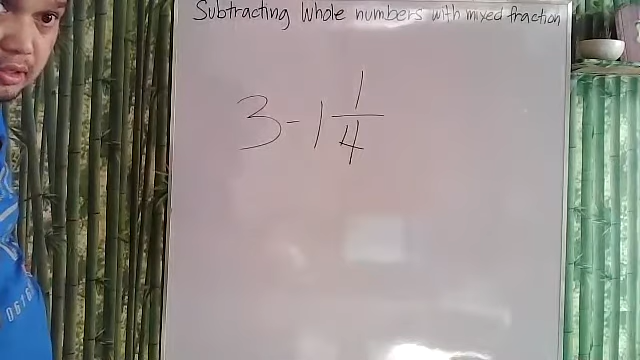 Subtracting Whole numbers with mixed fraction
3 - 1 1/4